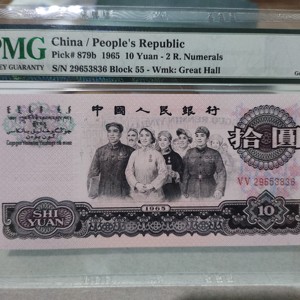 PMG
China / People's Republic
Pick# 879b 1965 10 Yuan - 2 R. Numerals
S/N 29653836 Block 55 - Wmk: Great Hall
中國人民銀行
拾圓
VV 29653836
SHI
YUAN
1965
10